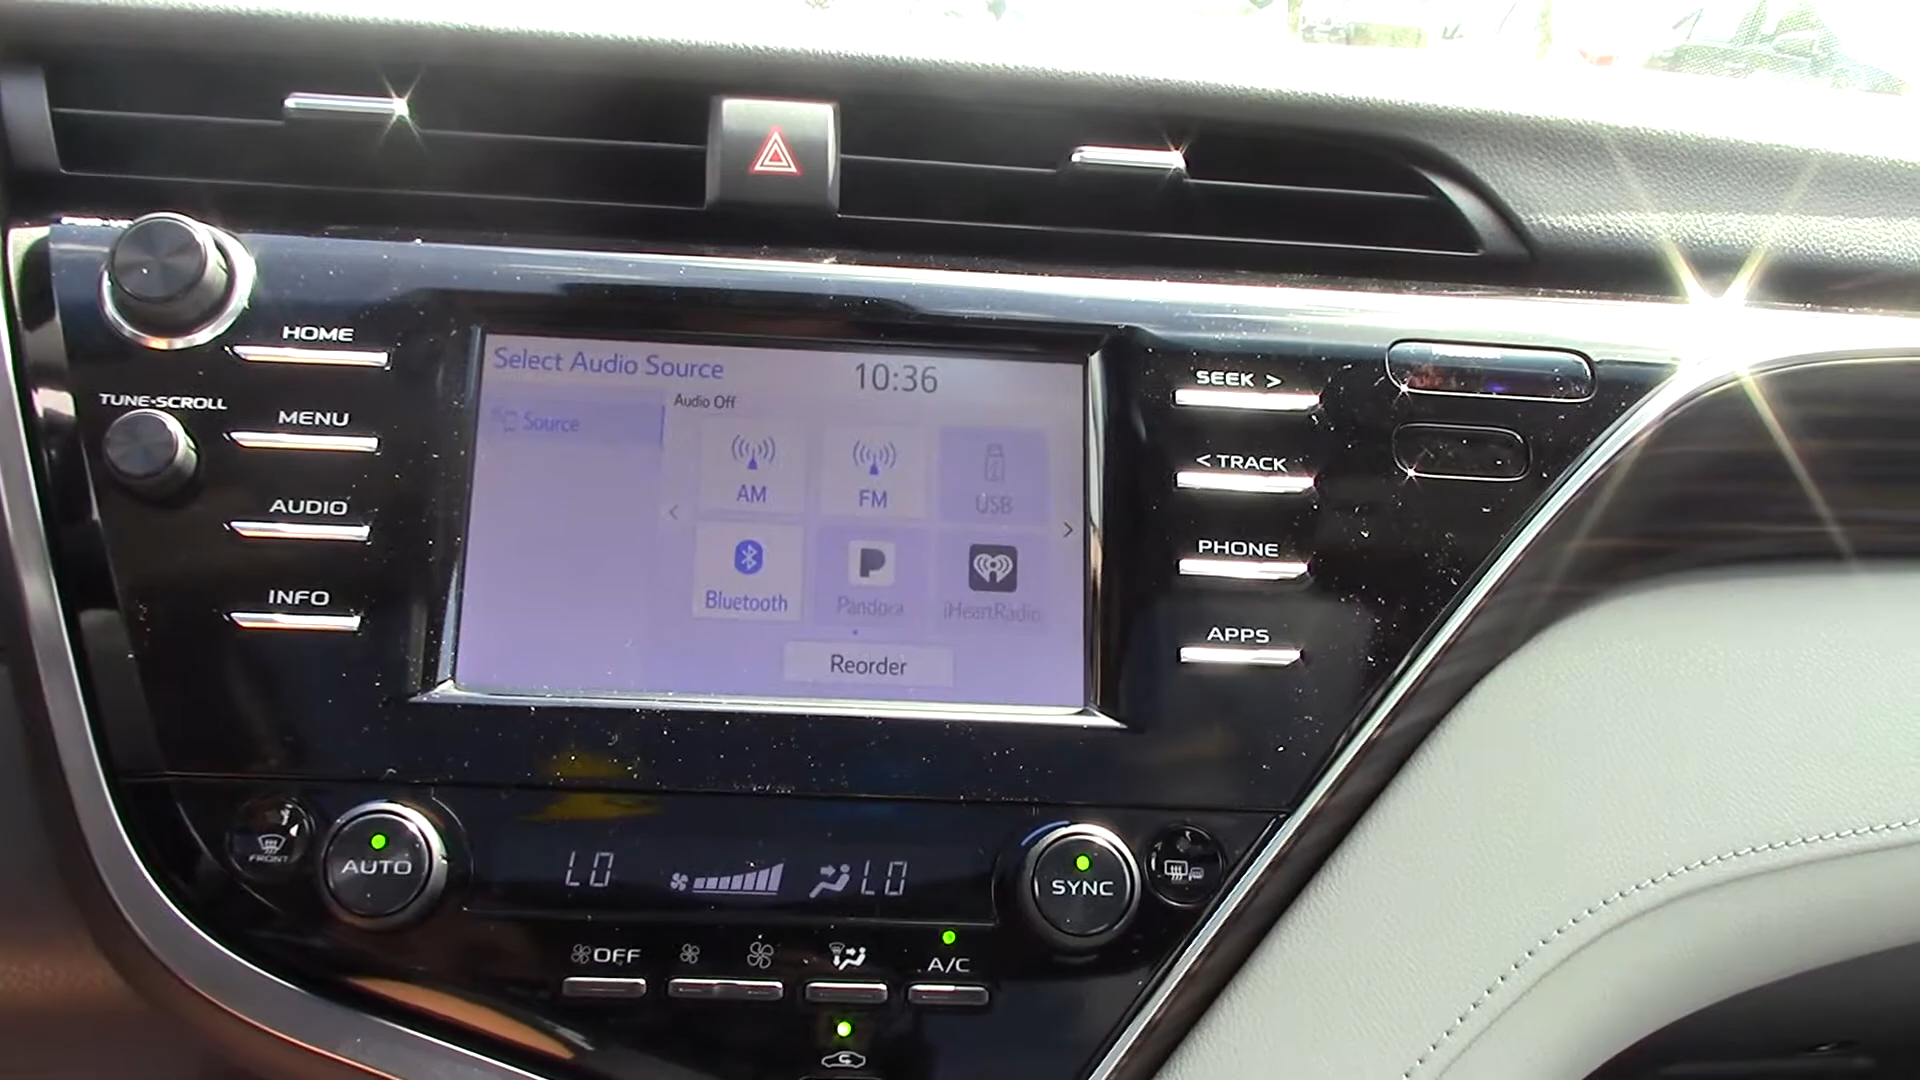 HOME
TUNE·SCROLL
MENU
AUDIO
INFO
Select Audio Source
10:36
Source
Audio Off
AM
FM
USB
Bluetooth
Pandora
iHeartRadio
Reorder
SEEK >
< TRACK
PHONE
APPS
FRONT
AUTO
LO
LO
SYNC
OFF
A/C